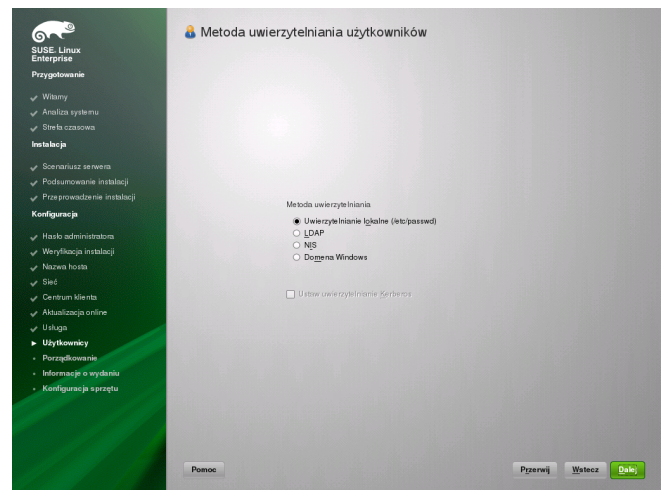 SUSE. Linux
Enterprise
Przygotowanie
Witamy
Analiza systemu
Strefa czasowa
Instalacja
Scenariusz serwera
Podsumowanie instalacji
Przeprowadzenie instalacji
Konfiguracja
Hasło administratora
Weryfikacja instalacji
Nazwa hosta
Sieć
Centrum klienta
Aktualizacja online
Usługa
Użytkownicy
Porządkowanie
Informacje o wydaniu
Konfiguracja sprzętu
Metoda uwierzytelniania użytkowników
Metoda uwierzytelniania
Uwierzytelnianie lokalne (/etc/passwd)
LDAP
NIS
Domena Windows
Ustaw uwierzytelnianie Kerberos
Pomoc
Przerwij Wstecz Dalej